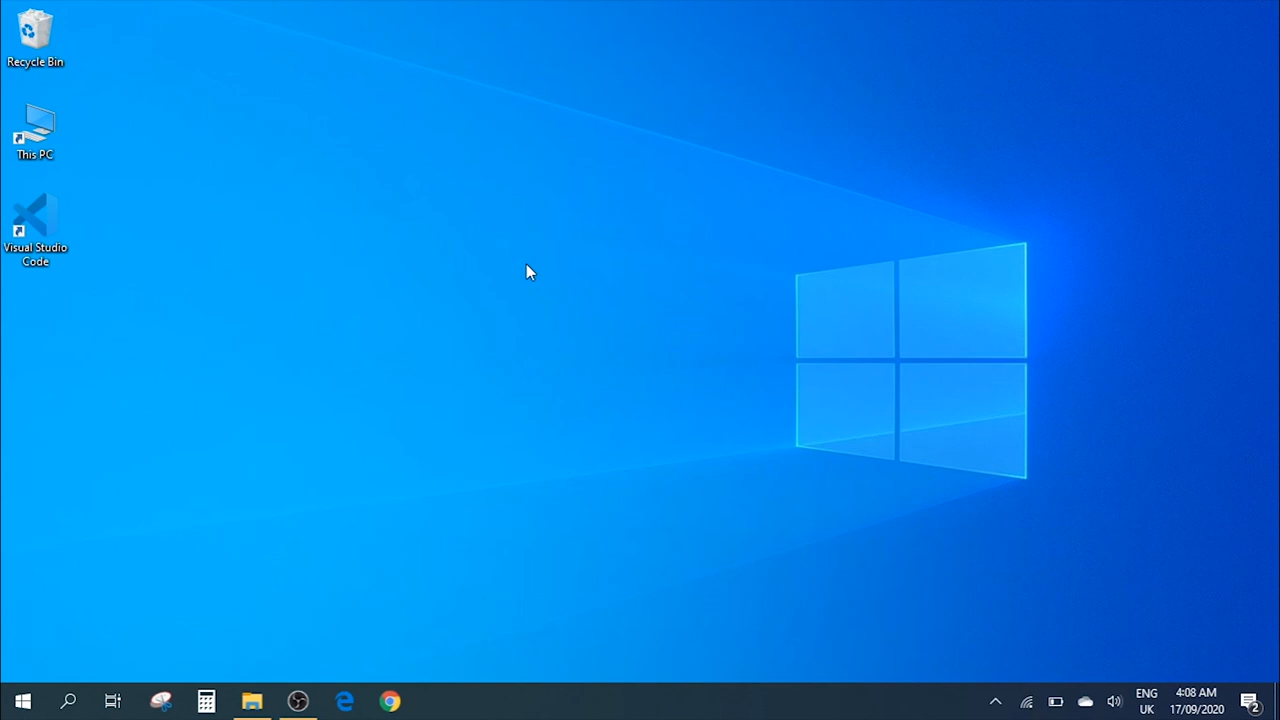 Recycle Bin
This PC
Visual Studio
Code
ENG
UK
4:08 AM
17/09/2020
2